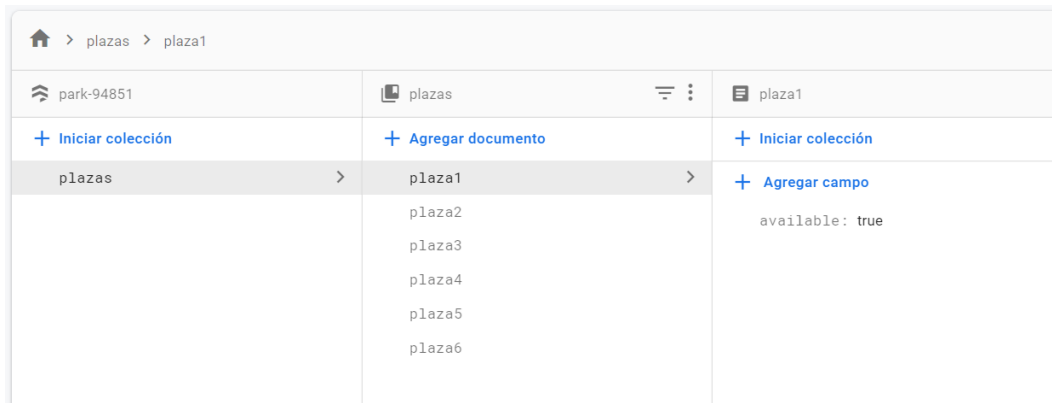 plazas > plaza1
park-94851
plazas
plaza1
Iniciar colección
Agregar documento
Iniciar colección
plazas
plaza1
Agregar campo
plaza2
available: true
plaza3
plaza4
plaza5
plaza6